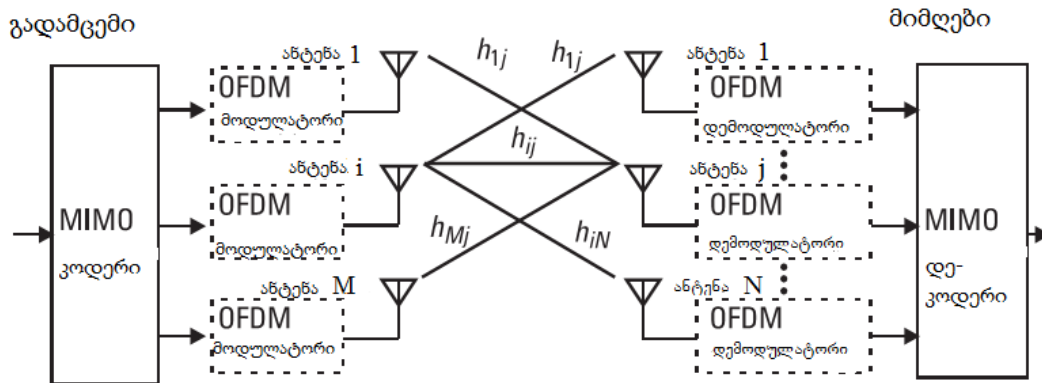 გადამცემი
მიმღები
ანტენა 1
h1j
h1j
ანტენა 1
OFDM
მოდულატორი
OFDM
დემოდულატორი
hij
ანტენა i
ანტენა j
OFDM
მოდულატორი
OFDM
დემოდულატორი
MIMO
კოდერი
MIMO
დე-
კოდერი
hMj
hiN
ანტენა M
ანტენა N
OFDM
მოდულატორი
OFDM
დემოდულატორი